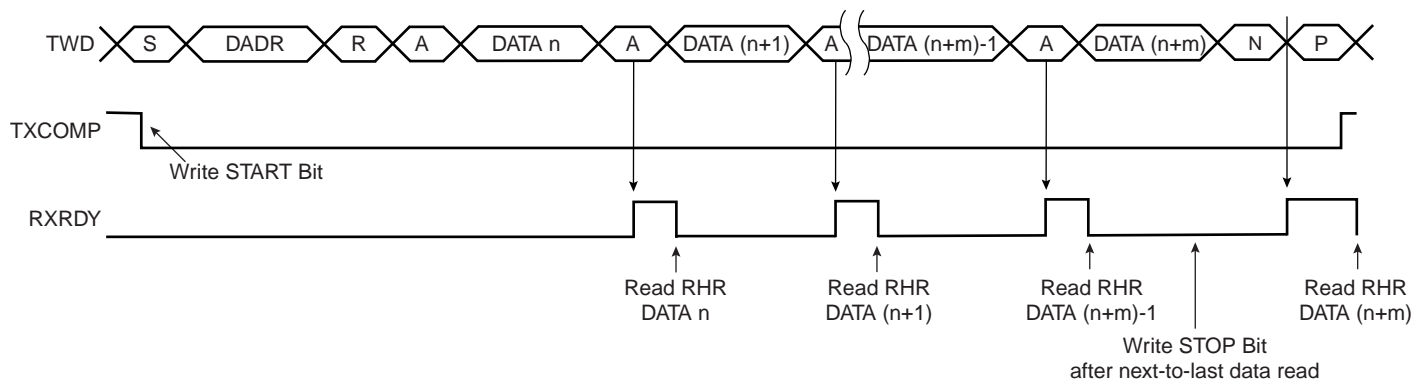 TWD S DADR R A DATA n A DATA (n+1) A DATA (n+m)-1 A DATA (n+m) N P
TXCOMP
Write START Bit
RXRDY
Read RHR Read RHR Read RHR Read RHR
DATA n DATA (n+1) DATA (n+m)-1 DATA (n+m)
Write STOP Bit
after next-to-last data read